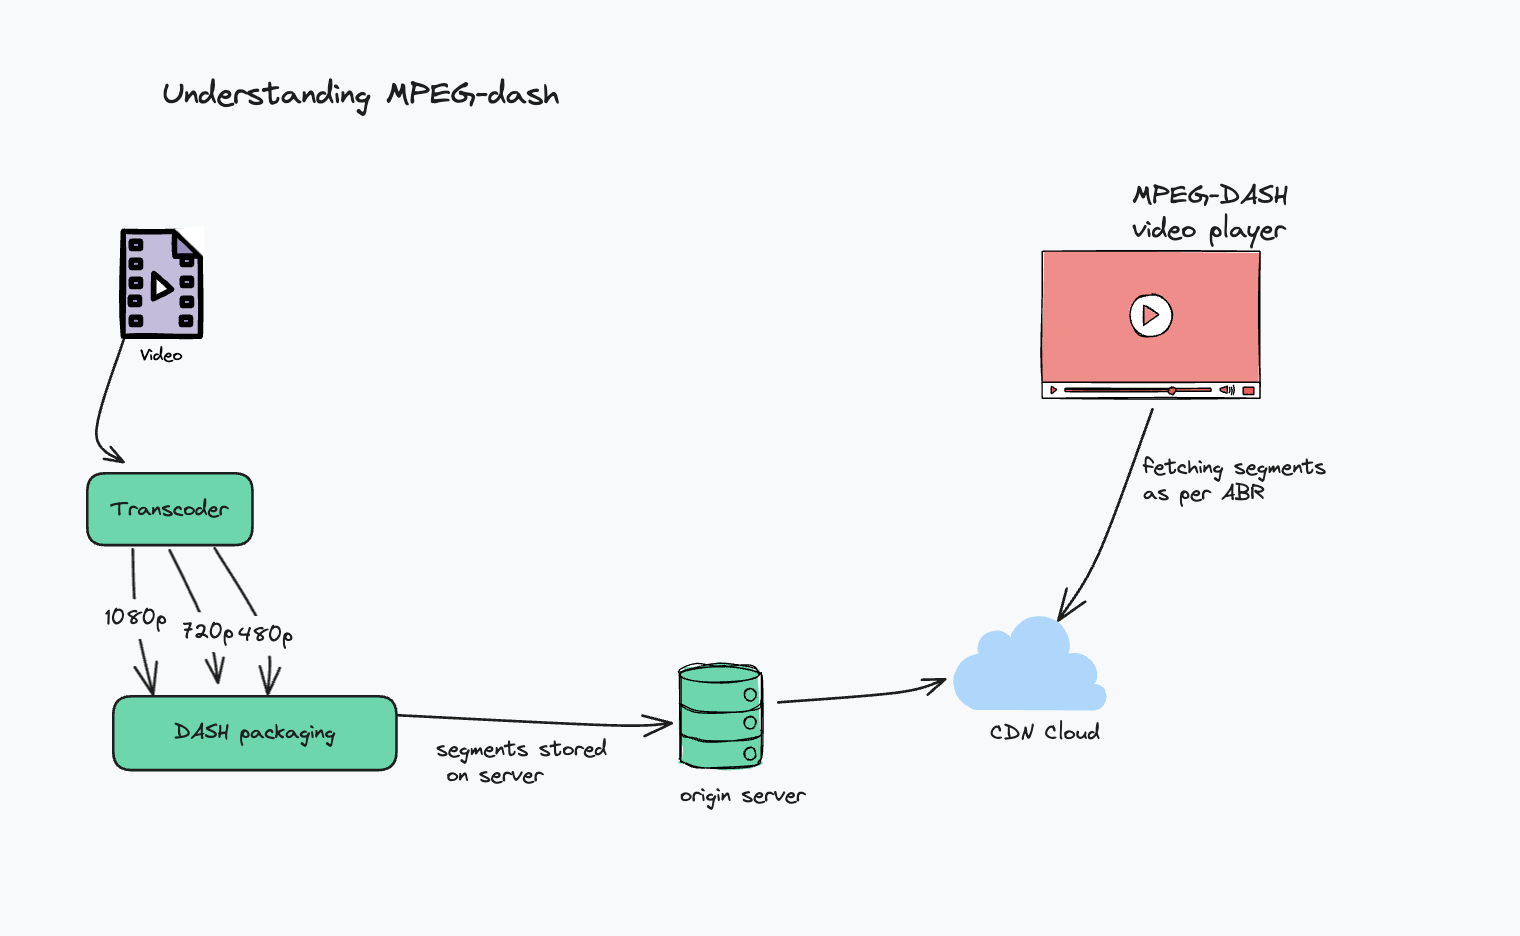 Understanding MPEG-dash
MPEG-DASH
video player
Video
fetching segments
as per ABR
Transcoder
1080p
720p
480p
DASH packaging
segments stored
on server
origin server
CDN Cloud